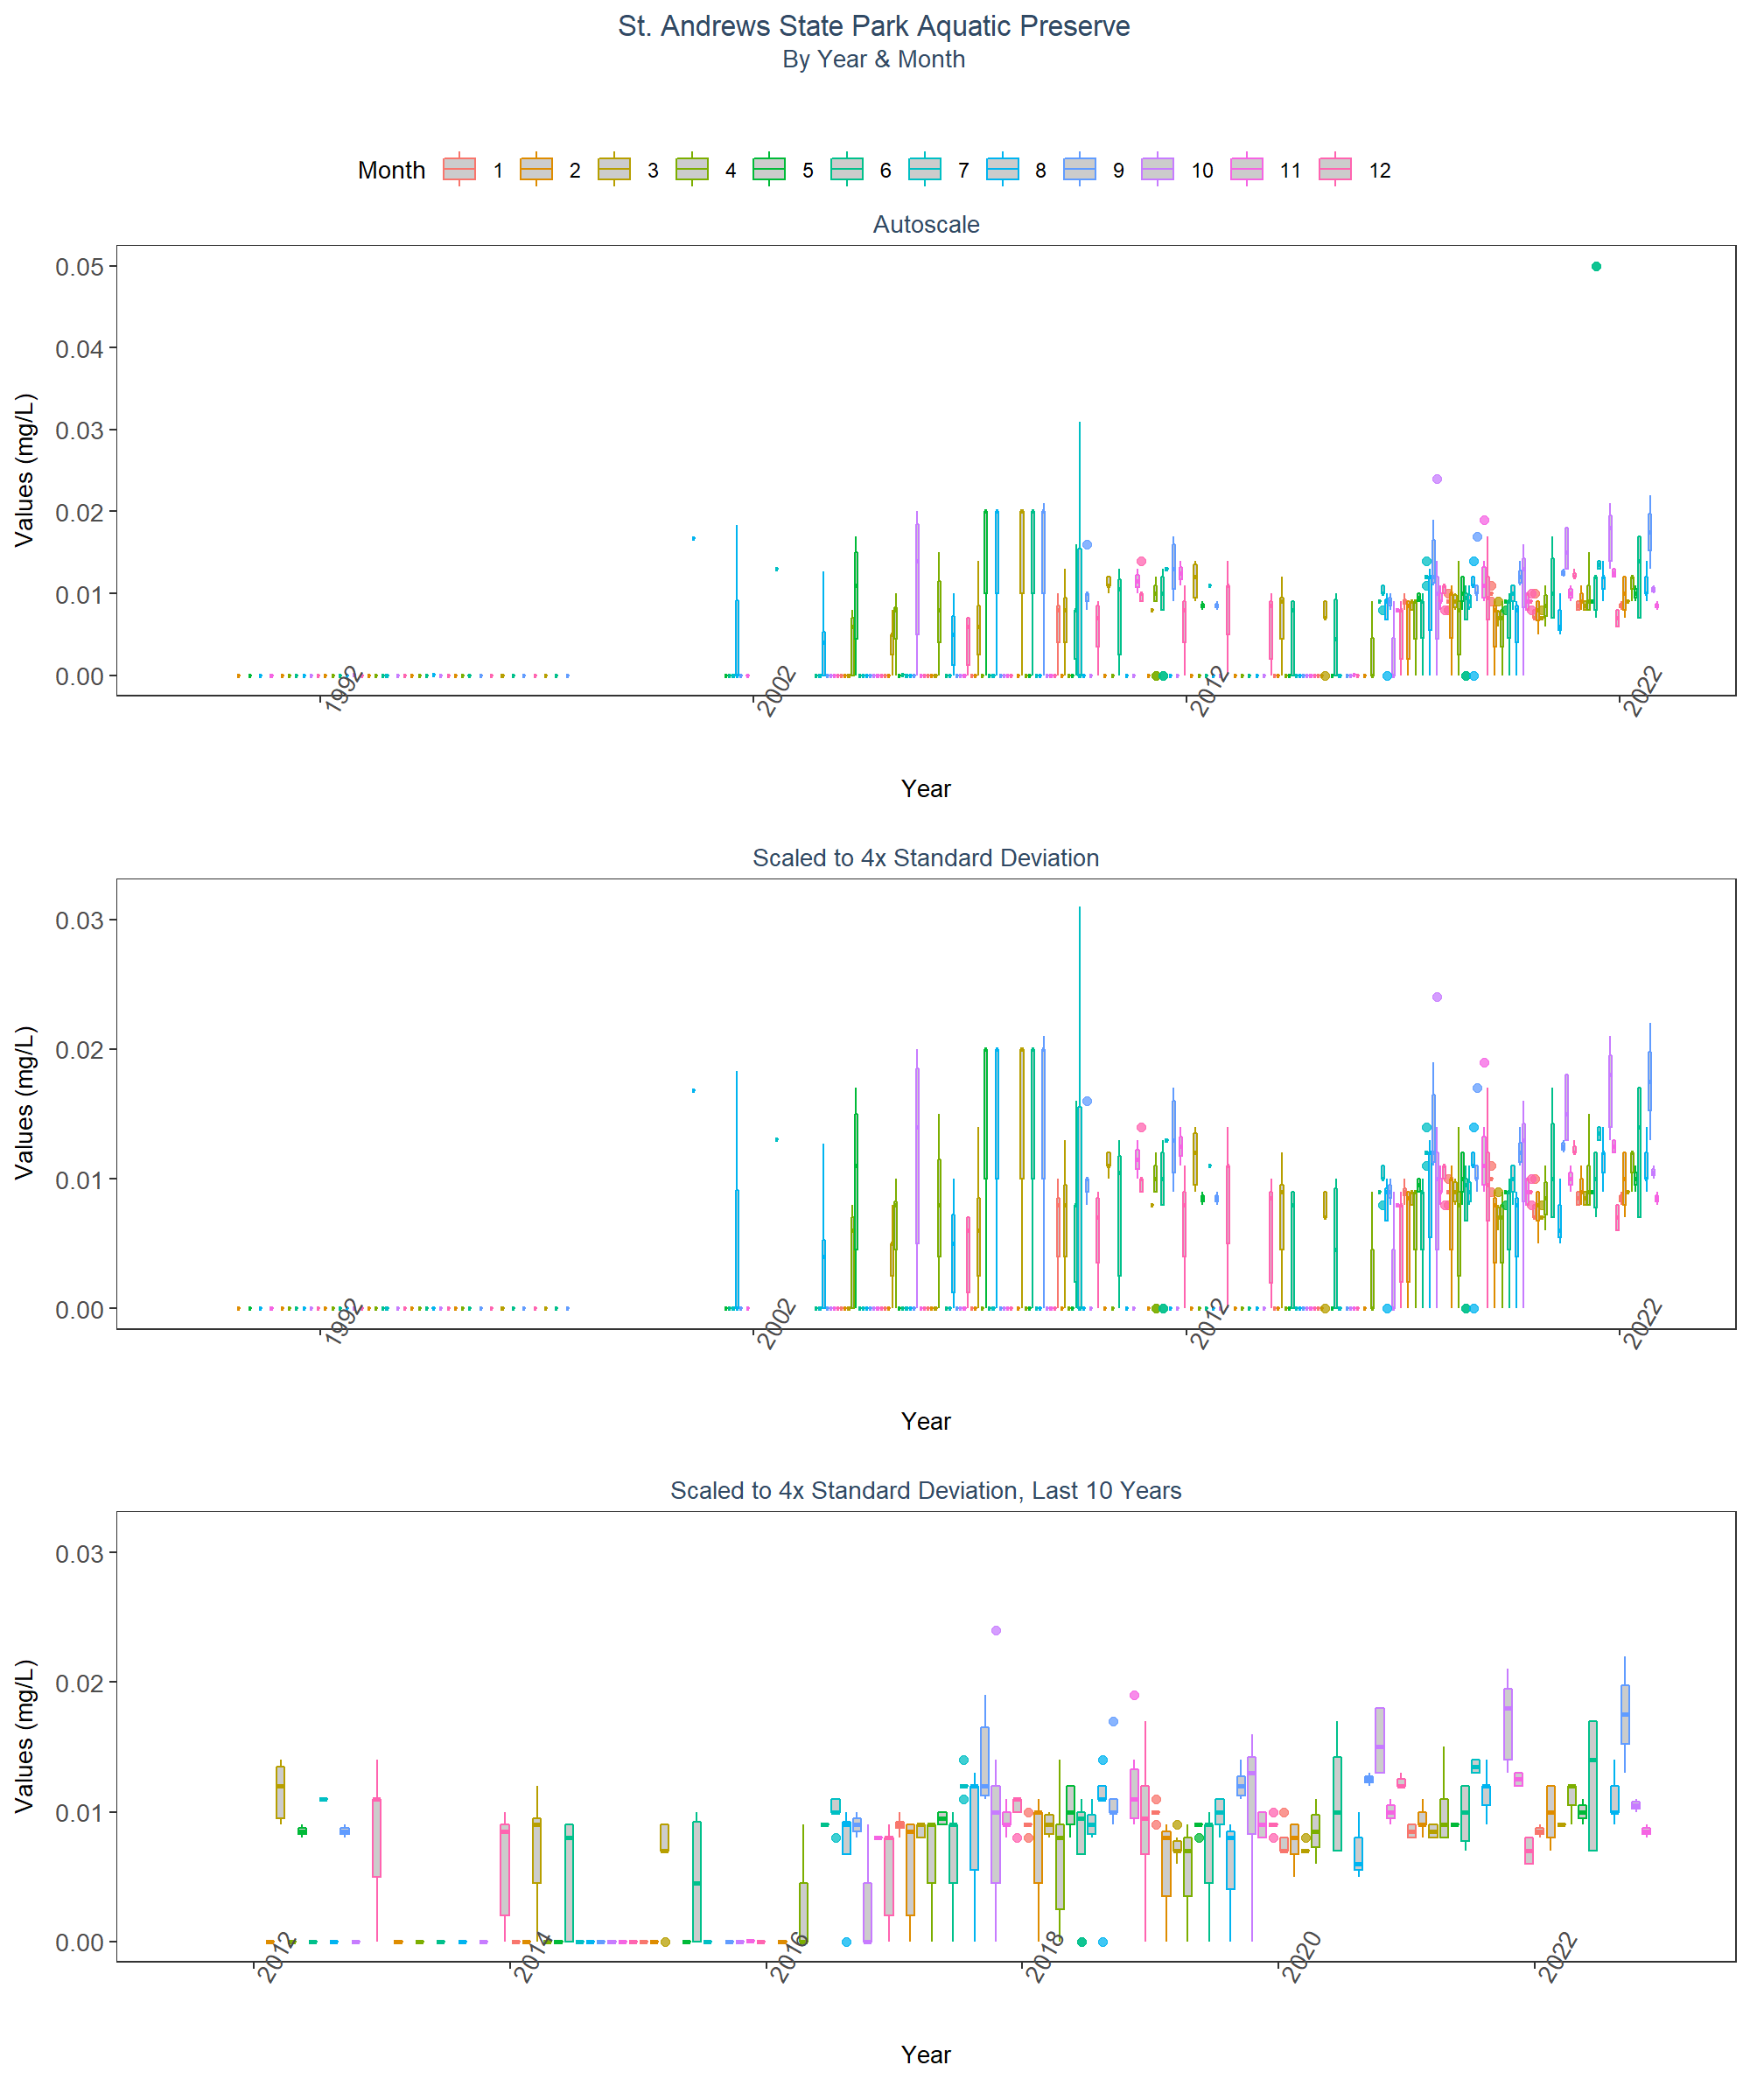 St. Andrews State Park Aquatic Preserve
By Year & Month
Month 1 2 3 4 5 6 7 8 9 10 11 12
Autoscale
0.05
0.04
0.03
0.02
0.01
0.00
Values (mg/L)
1992 2002 2012 2022
Year
Scaled to 4x Standard Deviation
0.03
0.02
0.01
0.00
Values (mg/L)
1992 2002 2012 2022
Year
Scaled to 4x Standard Deviation, Last 10 Years
0.03
0.02
0.01
0.00
Values (mg/L)
2012 2014 2016 2018 2020 2022
Year